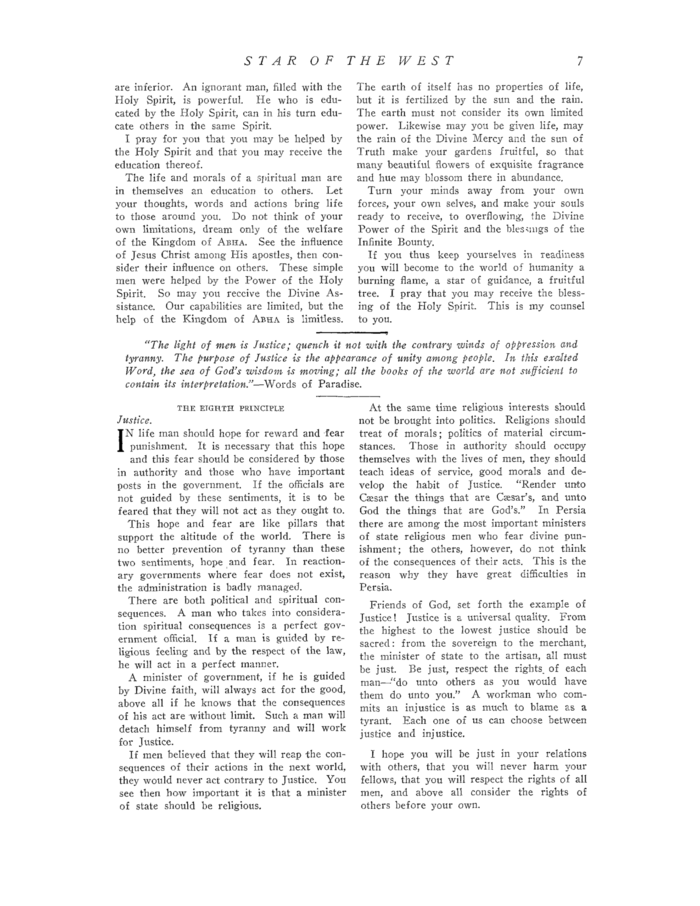 STAR OF THE WEST 7
are inferior. An ignorant man, filled with the
Holy Spirit, is powerful. He who is edu-
cated by the Holy Spirit, can in his turn edu-
cate others in the same Spirit.
I pray for you that you may be helped by
the Holy Spirit and that you may receive the
education thereof.
The life and morals of a spiritual man are
in themselves an education to others. Let
your thoughts, words and actions bring life
to those around you. Do not think of your
own limitations, dream only of the welfare
of the Kingdom of ABHA. See the influence
of Jesus Christ among His apostles, then con-
sider their influence on others. These simple
men were helped by the Power of the Holy
Spirit. So may you receive the Divine As-
sistance. Our capabilities are limited, but the
help of the Kingdom of ABHA is limitless.
The earth of itself has no properties of life,
but it is fertilized by the sun and the rain.
The earth must not consider its own limited
power. Likewise may you be given life, may
the rain of the Divine Mercy and the sun of
Truth make your gardens fruitful, so that
many beautiful flowers of exquisite fragrance
and hue may blossom there in abundance.
Turn your minds away from your own
forces, your own selves, and make your souls
ready to receive, to overflowing, the Divine
Power of the Spirit and the blessings of the
Infinite Bounty.
If you thus keep yourselves in readiness
you will become to the world of humanity a
burning flame, a star of guidance, a fruitful
tree. I pray that you may receive the bless-
ing of the Holy Spirit. This is my counsel
to you.
"The light of men is Justice; quench it not with the contrary winds of oppression and
tyranny. The purpose of Justice is the appearance of unity among people. In this exalted
Word, the sea of God's wisdom is moving; all the books of the world are not sufficient to
contain its interpretation."—Words of Paradise.
THE EIGHTH PRINCIPLE
Justice.
IN life man should hope for reward and fear
punishment. It is necessary that this hope
and this fear should be considered by those
in authority and those who have important
posts in the government. If the officials are
not guided by these sentiments, it is to be
feared that they will not act as they ought to.
This hope and fear are like pillars that
support the altitude of the world. There is
no better prevention of tyranny than these
two sentiments, hope and fear. In reaction-
ary governments where fear does not exist,
the administration is badly managed.
There are both political and spiritual con-
sequences. A man who takes into considera-
tion spiritual consequences is a perfect gov-
ernment official. If a man is guided by re-
ligious feeling and by the respect of the law,
he will act in a perfect manner.
A minister of government, if he is guided
by Divine faith, will always act for the good,
above all if he knows that the consequences
of his act are without limit. Such a man will
detach himself from tyranny and will work
for Justice.
If men believed that they will reap the con-
sequences of their actions in the next world,
they would never act contrary to Justice. You
see then how important it is that a minister
of state should be religious.
At the same time religious interests should
not be brought into politics. Religions should
treat of morals; politics of material circum-
stances. Those in authority should occupy
themselves with the lives of men, they should
teach ideas of service, good morals and de-
velop the habit of Justice. "Render unto
Cæsar the things that are Cæsar's, and unto
God the things that are God's." In Persia
there are among the most important ministers
of state religious men who fear divine pun-
ishment; the others, however, do not think
of the consequences of their acts. This is the
reason why they have great difficulties in
Persia.
Friends of God, set forth the example of
Justice! Justice is a universal quality. From
the highest to the lowest justice should be
sacred: from the sovereign to the merchant,
the minister of state to the artisan, all must
be just. Be just, respect the rights of each
man—"do unto others as you would have
them do unto you." A workman who com-
mits an injustice is as much to blame as a
tyrant. Each one of us can choose between
justice and injustice.
I hope you will be just in your relations
with others, that you will never harm your
fellows, that you will respect the rights of all
men, and above all consider the rights of
others before your own.